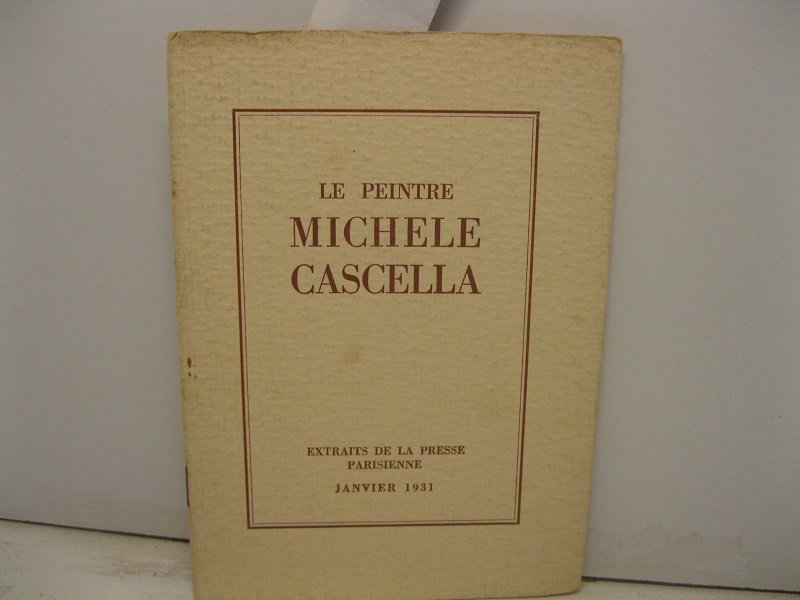 LE PEINTRE
MICHELE
CASCELLA
EXTRAITS DE LA PRESSE
PARISIENNE
JANVIER 1931